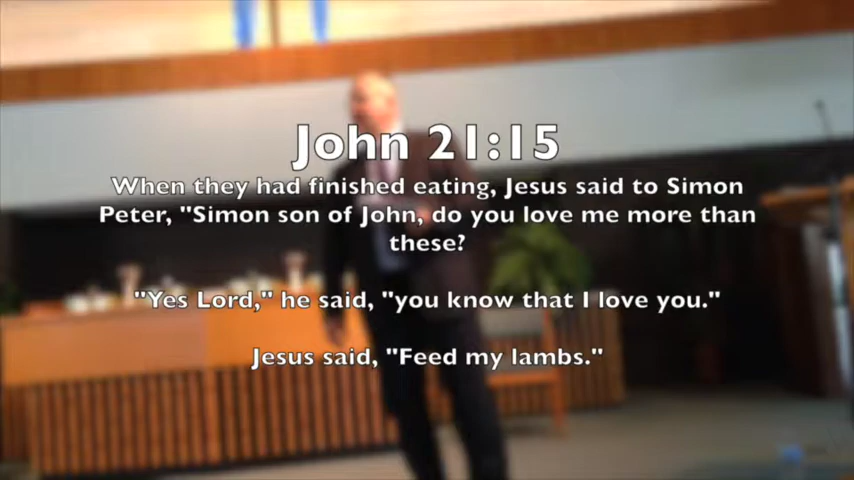 John 21:15
When they had finished eating, Jesus said to Simon
Peter, "Simon son of John, do you love me more than
these?
"Yes Lord," he said, "you know that I love you."
Jesus said, "Feed my lambs."